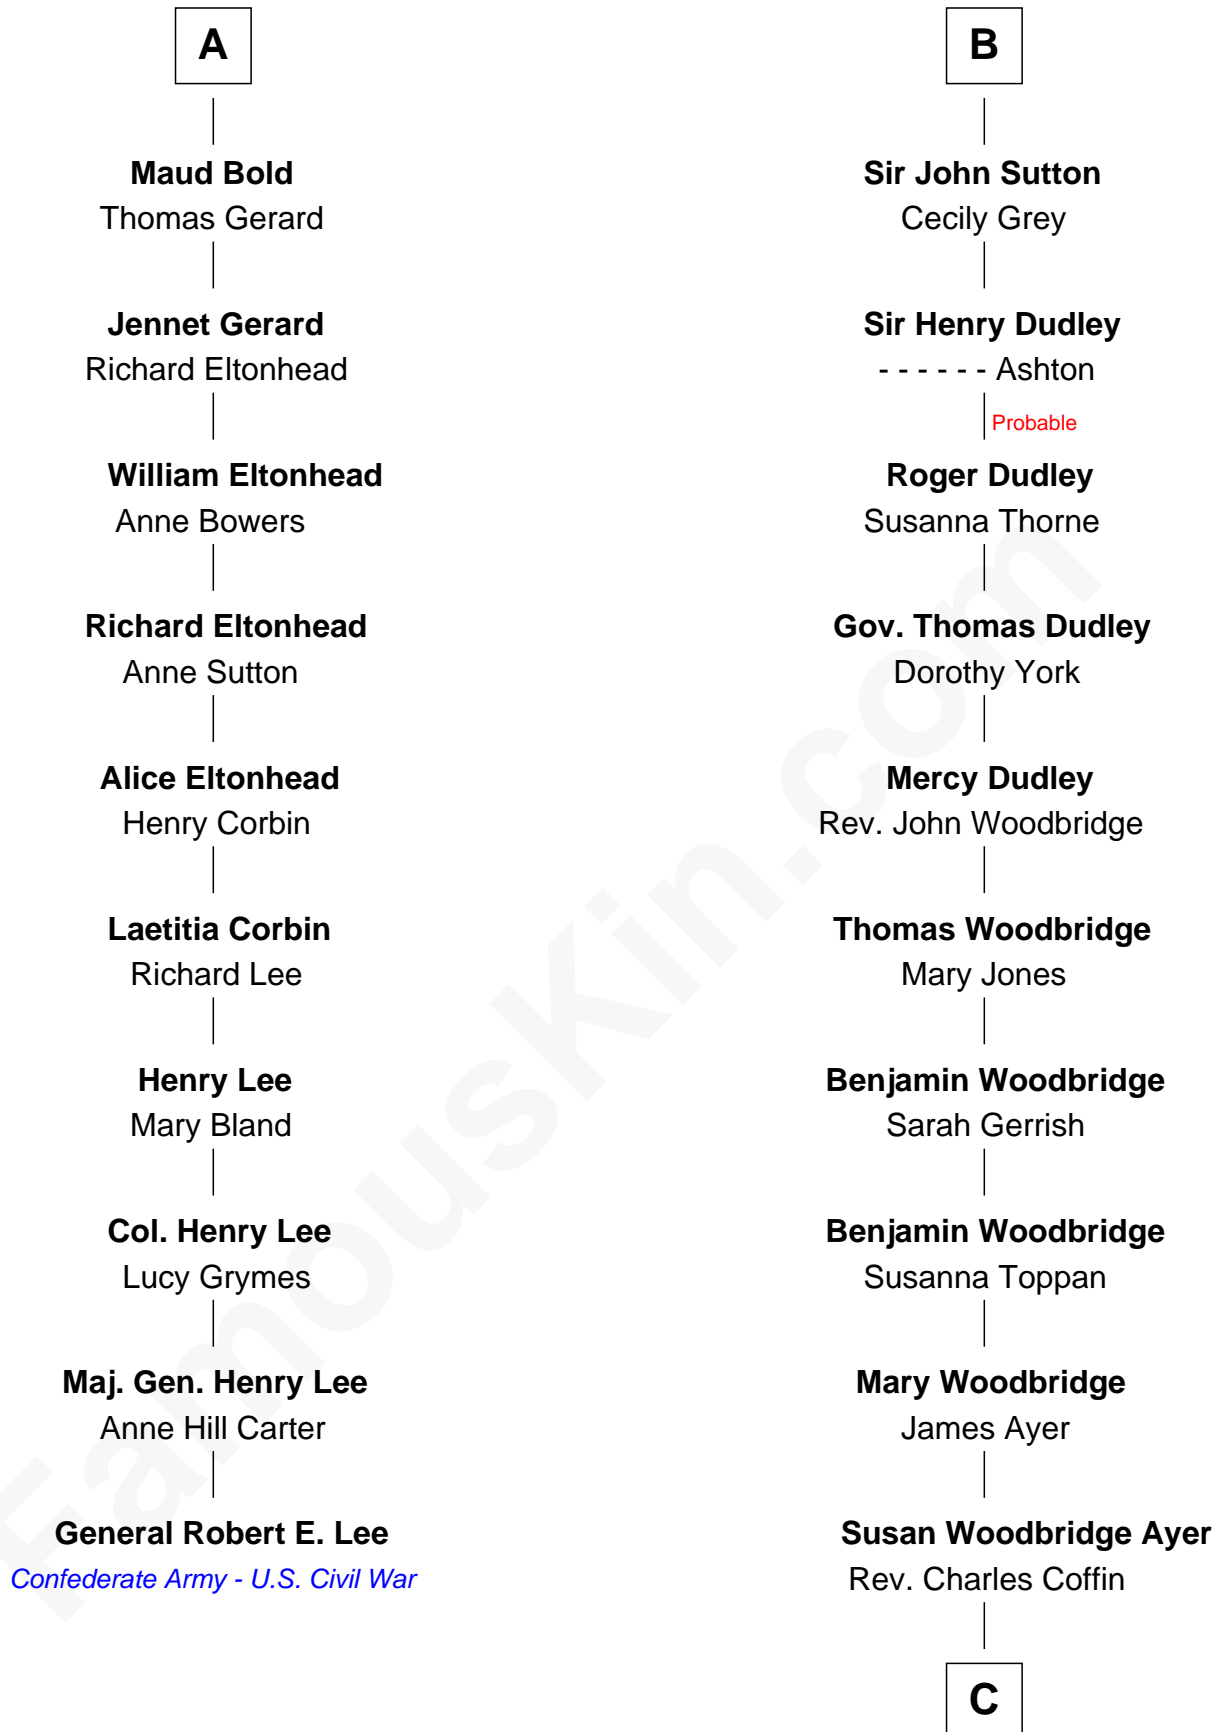 A
Maud Bold
Thomas Gerard
Jennet Gerard
Richard Eltonhead
William Eltonhead
Anne Bowers
Richard Eltonhead
Anne Sutton
Alice Eltonhead
Henry Corbin
Laetitia Corbin
Richard Lee
Henry Lee
Mary Bland
Col. Henry Lee
Lucy Grymes
Maj. Gen. Henry Lee
Anne Hill Carter
General Robert E. Lee
Confederate Army - U.S. Civil War
B
Sir John Sutton
Cecily Grey
Sir Henry Dudley
- - - - - - Ashton
Probable
Roger Dudley
Susanna Thorne
Gov. Thomas Dudley
Dorothy York
Mercy Dudley
Rev. John Woodbridge
Thomas Woodbridge
Mary Jones
Benjamin Woodbridge
Sarah Gerrish
Benjamin Woodbridge
Susanna Toppan
Mary Woodbridge
James Ayer
Susan Woodbridge Ayer
Rev. Charles Coffin
C
FamousKin.com